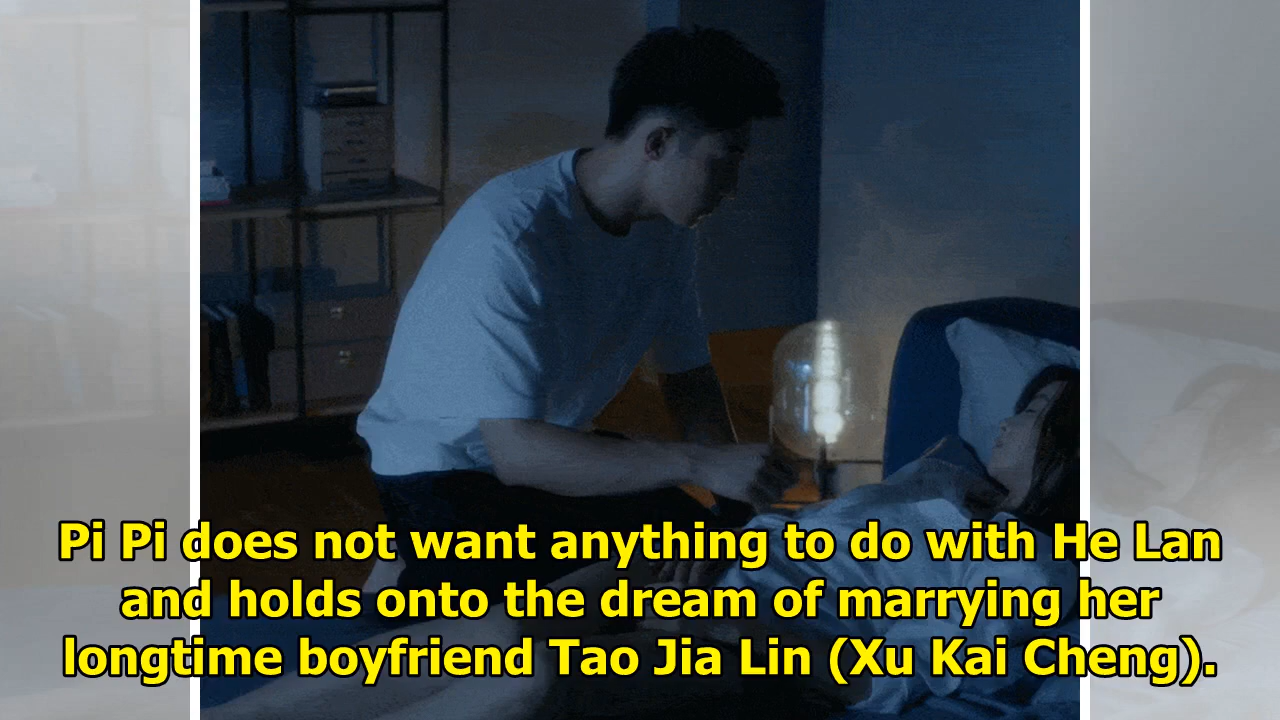 Pi Pi does not want anything to do with He Lan
and holds onto the dream of marrying her
longtime boyfriend Tao Jia Lin (Xu Kai Cheng).